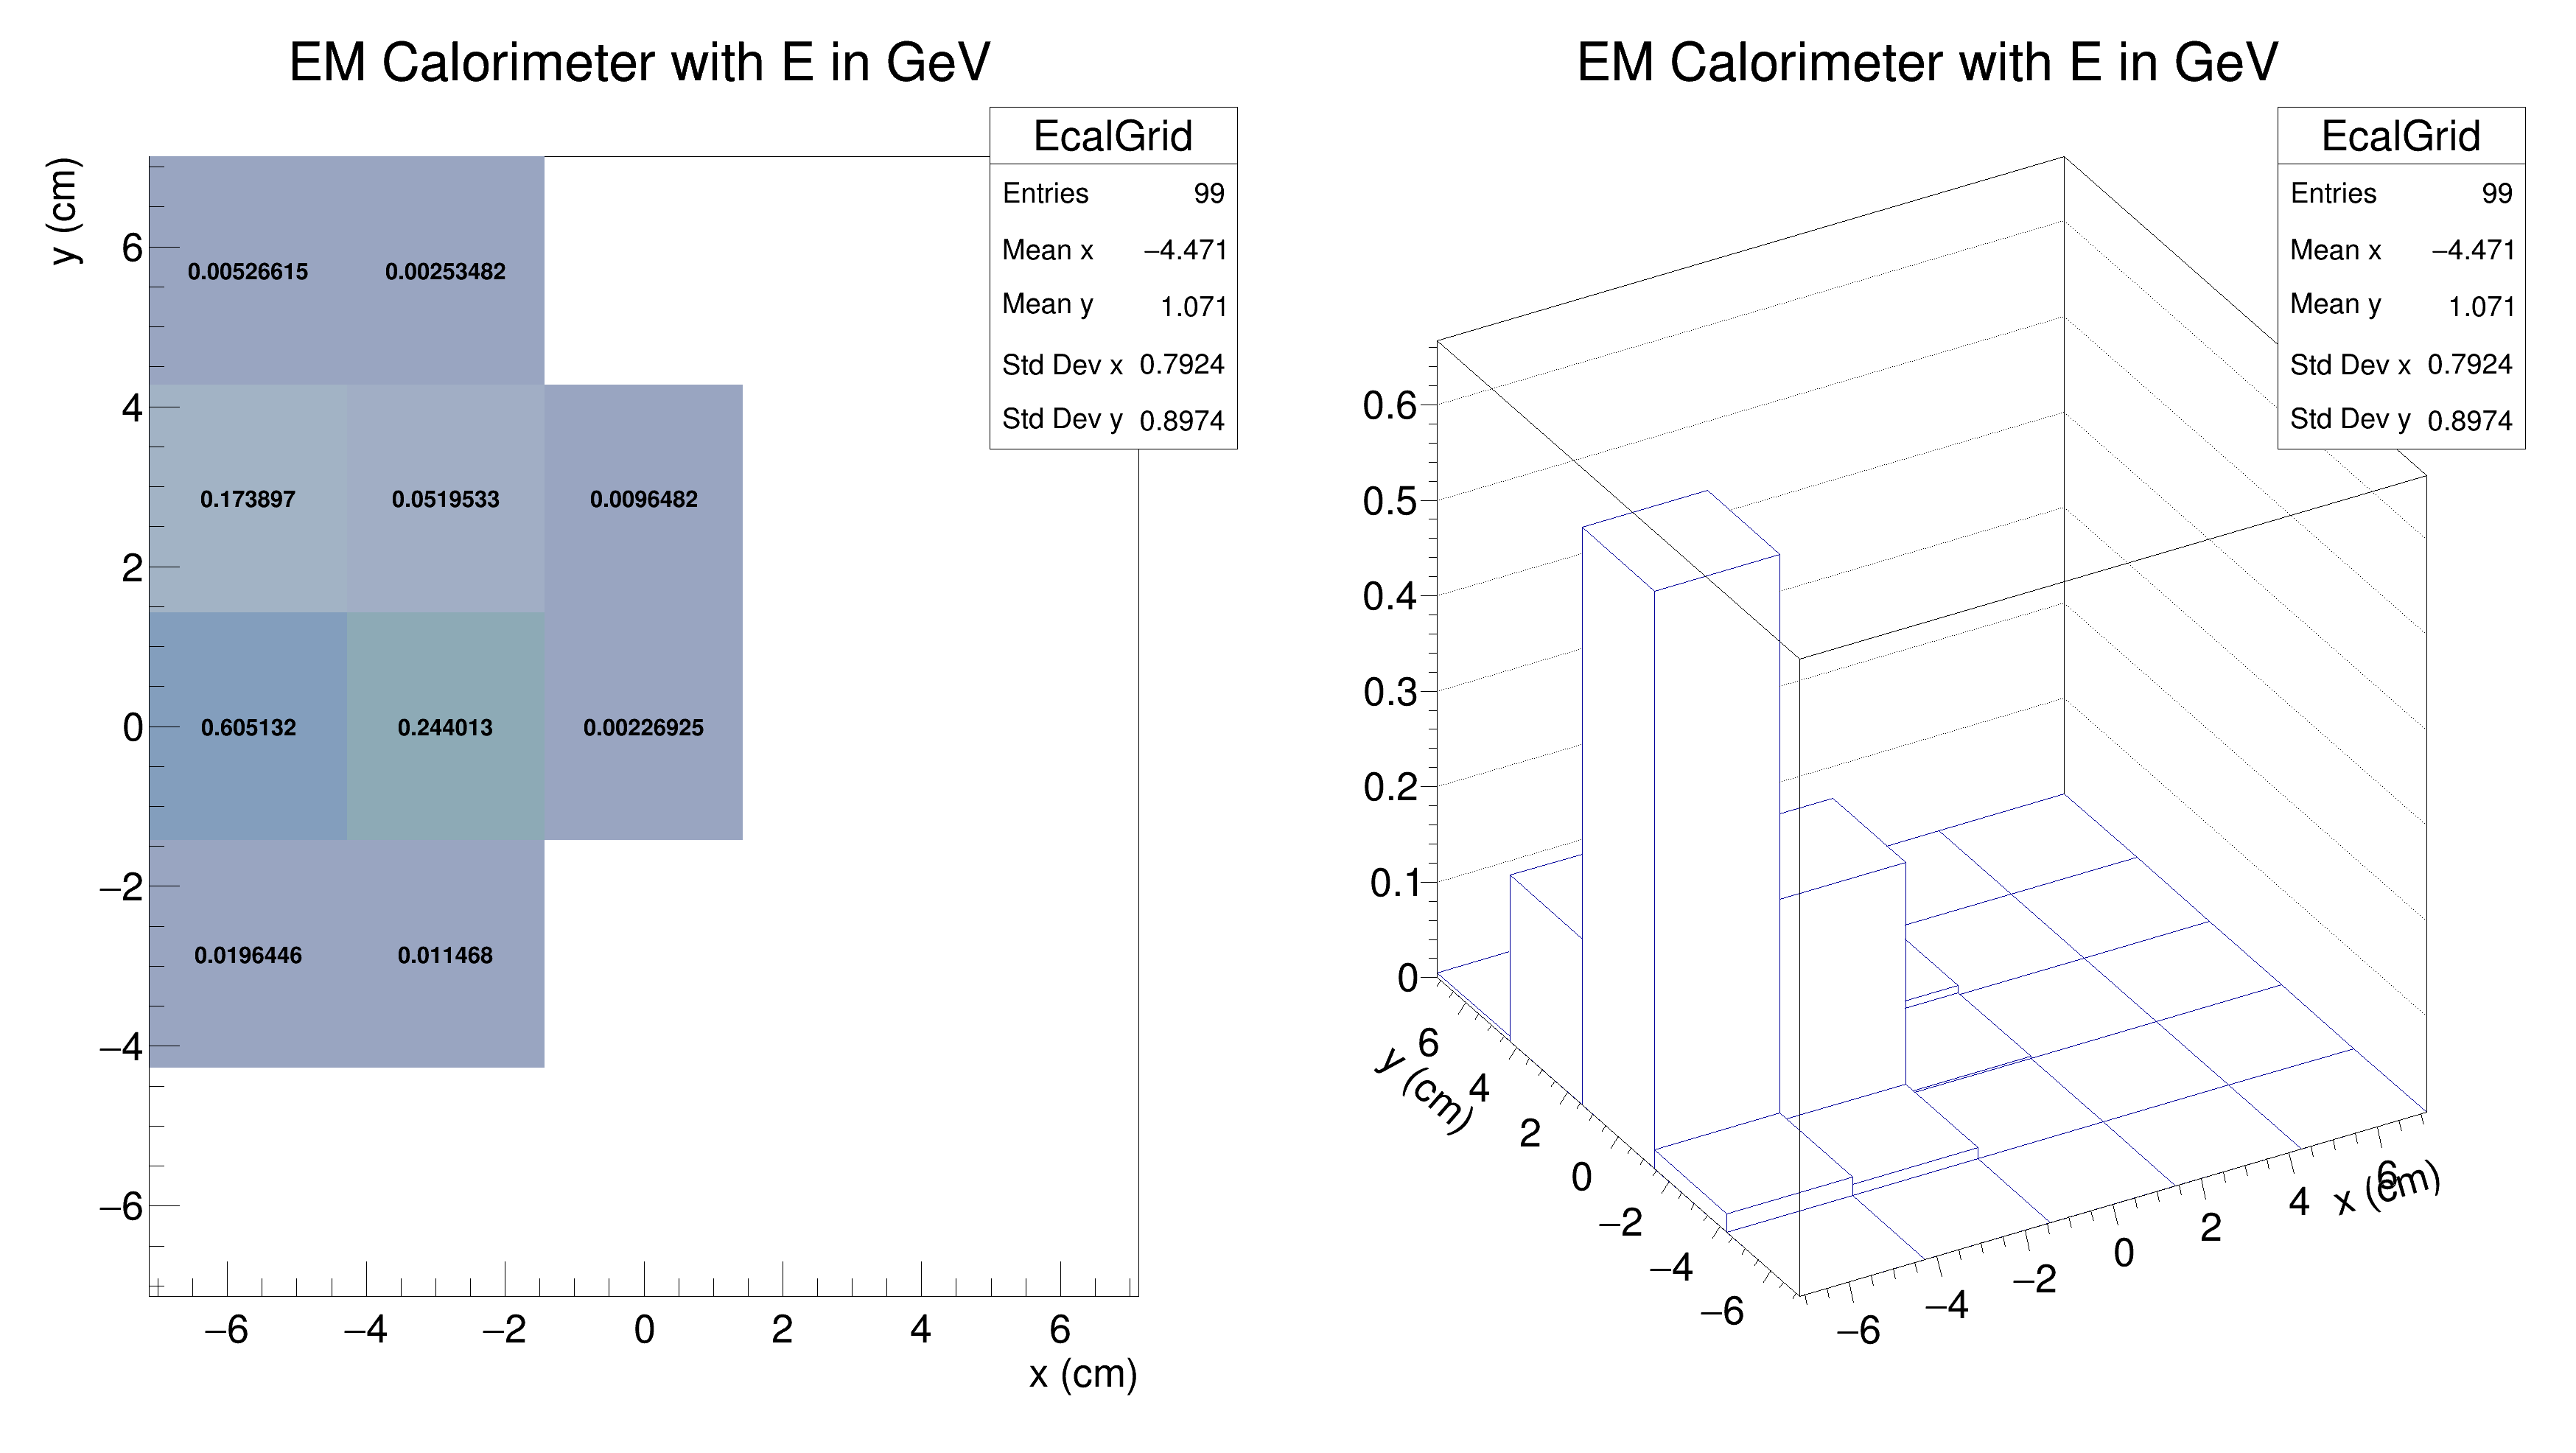 EM Calorimeter with E in GeV
EcalGrid
Entries 99
Mean x −4.471
Mean y 1.071
Std Dev x 0.7924
Std Dev y 0.8974
y (cm)
6
4
2
0
−2
−4
−6
0.00526615 0.00253482
0.173897 0.0519533 0.0096482
0.605132 0.244013 0.00226925
0.0196446 0.011468
−6 −4 −2 0 2 4 6
x (cm)
EM Calorimeter with E in GeV
EcalGrid
Entries 99
Mean x −4.471
Mean y 1.071
Std Dev x 0.7924
Std Dev y 0.8974
0.6
0.5
0.4
0.3
0.2
0.1
0
y (cm)
6
4
2
0
−2
−4
−6
−6 −4 −2 0 2 4 6
x (cm)